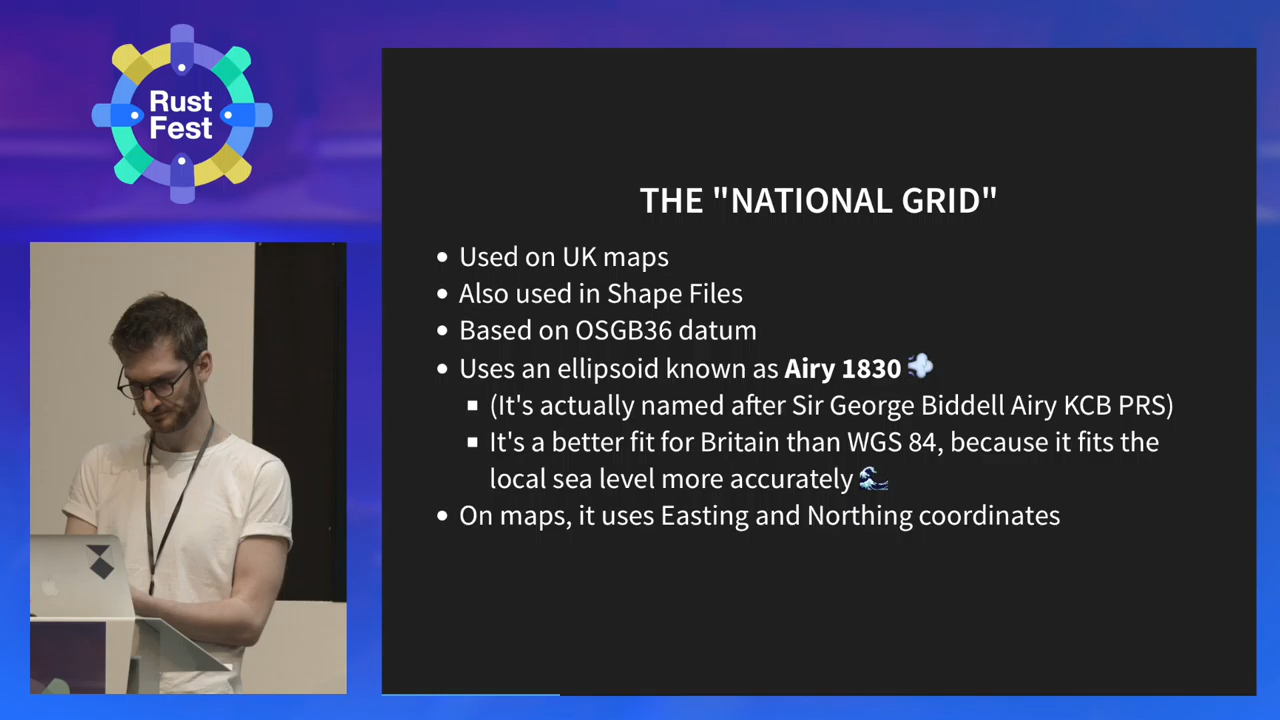 Rust
Fest
THE "NATIONAL GRID"
Used on UK maps
Also used in Shape Files
Based on OSGB36 datum
Uses an ellipsoid known as Airy 1830
(It's actually named after Sir George Biddell Airy KCB PRS)
It's a better fit for Britain than WGS 84, because it fits the
local sea level more accurately
On maps, it uses Easting and Northing coordinates